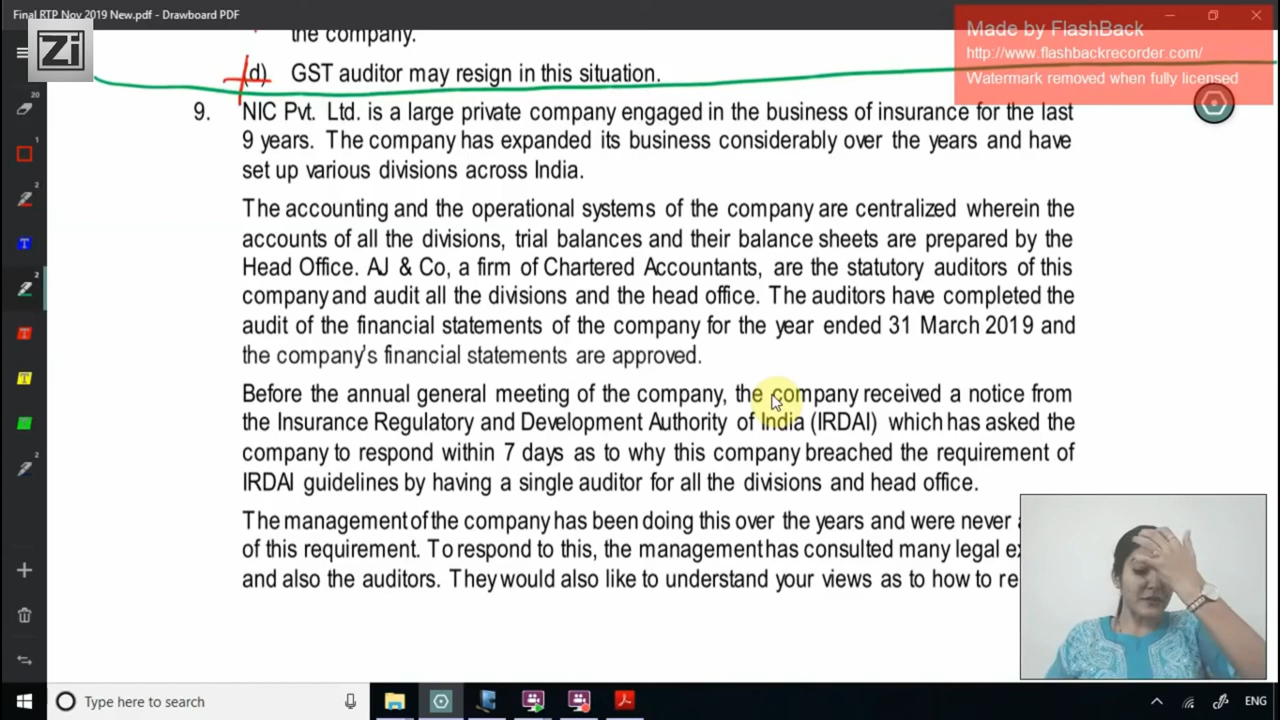 Final RTP Nov 2019 New.pdf - Drawboard PDF
Made by FlashBack
http://www.flashbackrecorder.com/
Watermark removed when fully licensed
Zi
the company.
(d) GST auditor may resign in this situation.
9. NIC Pvt. Ltd. is a large private company engaged in the business of insurance for the last
9 years. The company has expanded its business considerably over the years and have
set up various divisions across India.
The accounting and the operational systems of the company are centralized wherein the
accounts of all the divisions, trial balances and their balance sheets are prepared by the
Head Office. AJ & Co, a firm of Chartered Accountants, are the statutory auditors of this
company and audit all the divisions and the head office. The auditors have completed the
audit of the financial statements of the company for the year ended 31 March 2019 and
the company's financial statements are approved.
Before the annual general meeting of the company, the company received a notice from
the Insurance Regulatory and Development Authority of India (IRDAI) which has asked the
company to respond within 7 days as to why this company breached the requirement of
IRDAI guidelines by having a single auditor for all the divisions and head office.
The management of the company has been doing this over the years and were never
of this requirement. To respond to this, the management has consulted many legal
and also the auditors. They would also like to understand your views as to how to
20
1
2
T
2
T
T
2
Type here to search
ENG